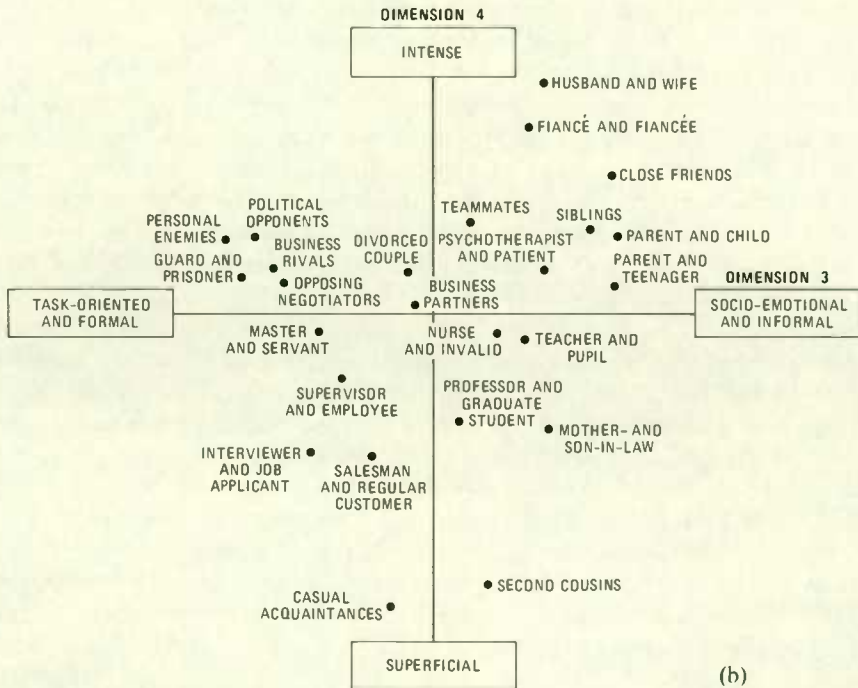 DIMENSION 4
INTENSE
HUSBAND AND WIFE
FIANCÉ AND FIANCÉE
CLOSE FRIENDS
POLITICAL
OPPONENTS
PERSONAL
ENEMIES
BUSINESS
RIVALS
GUARD AND
PRISONER
OPPOSING
NEGOTIATORS
DIVORCED
COUPLE
TEAMMATES
PSYCHOTHERAPIST
AND PATIENT
SIBLINGS
PARENT AND CHILD
PARENT AND
TEENAGER
BUSINESS
PARTNERS
DIMENSION 3
TASK-ORIENTED
AND FORMAL
SOCIO-EMOTIONAL
AND INFORMAL
MASTER
AND SERVANT
NURSE
AND INVALID
TEACHER AND
PUPIL
SUPERVISOR
AND EMPLOYEE
PROFESSOR AND
GRADUATE
STUDENT
MOTHER- AND
SON-IN-LAW
INTERVIEWER
AND JOB
APPLICANT
SALESMAN
AND REGULAR
CUSTOMER
SECOND COUSINS
CASUAL
ACQUAINTANCES
SUPERFICIAL
(b)